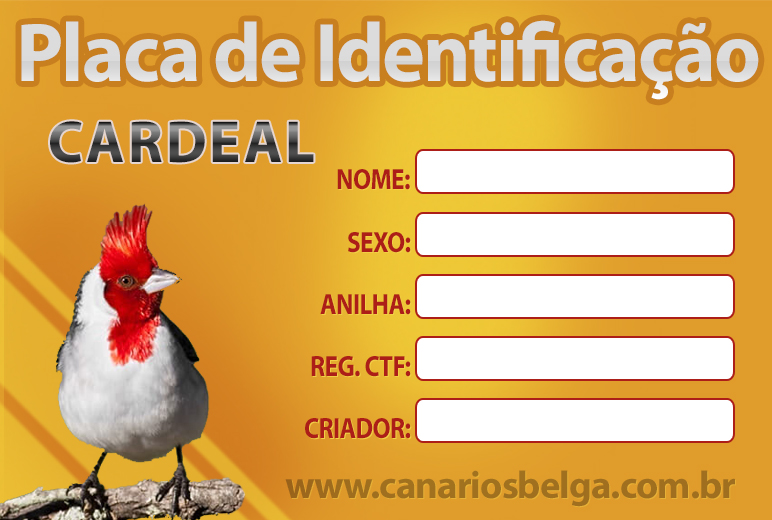 Placa de Identificação
CARDEAL
NOME:
SEXO:
ANILHA:
REG. CTF:
CRIADOR:
www.canariosbelga.com.br